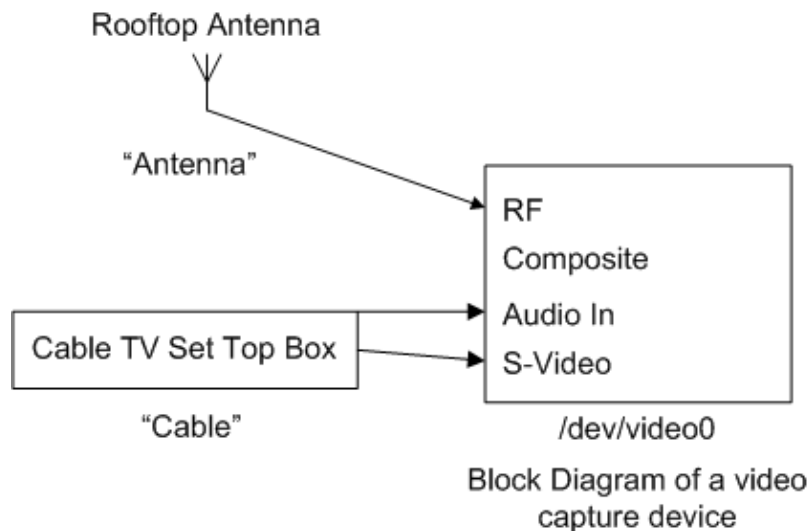 Rooftop Antenna
“Antenna”
RF
Composite
Audio In
S-Video
Cable TV Set Top Box
“Cable”
/dev/video0
Block Diagram of a video
capture device